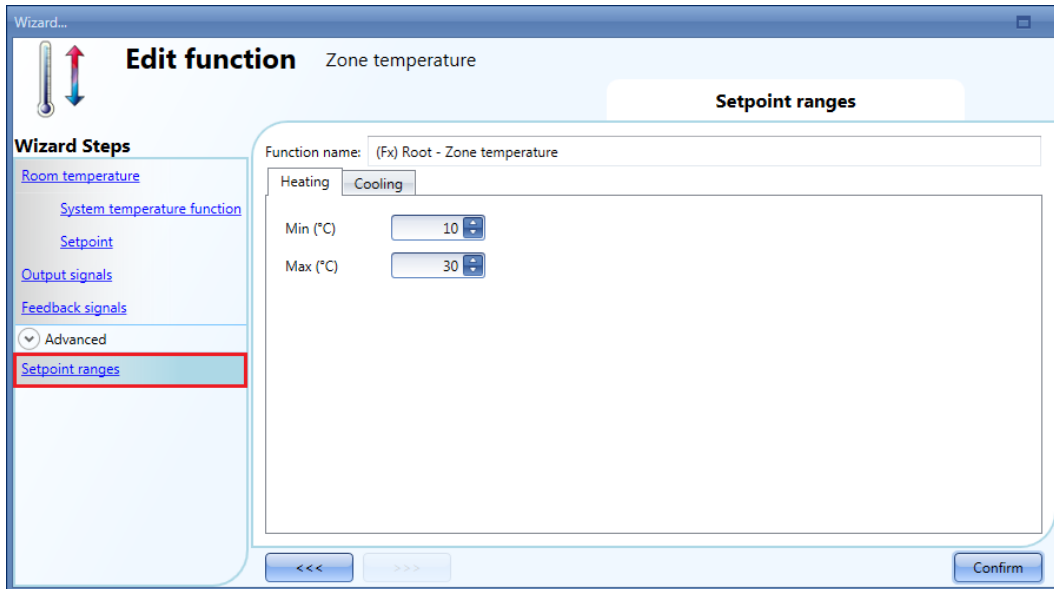 Wizard...
Edit function Zone temperature
Setpoint ranges
Wizard Steps
Room temperature
System temperature function
Setpoint
Output signals
Feedback signals
Advanced
Setpoint ranges
Function name: (Fx) Root - Zone temperature
Heating Cooling
Min (°C) 10
Max (°C) 30
<<< >>> Confirm